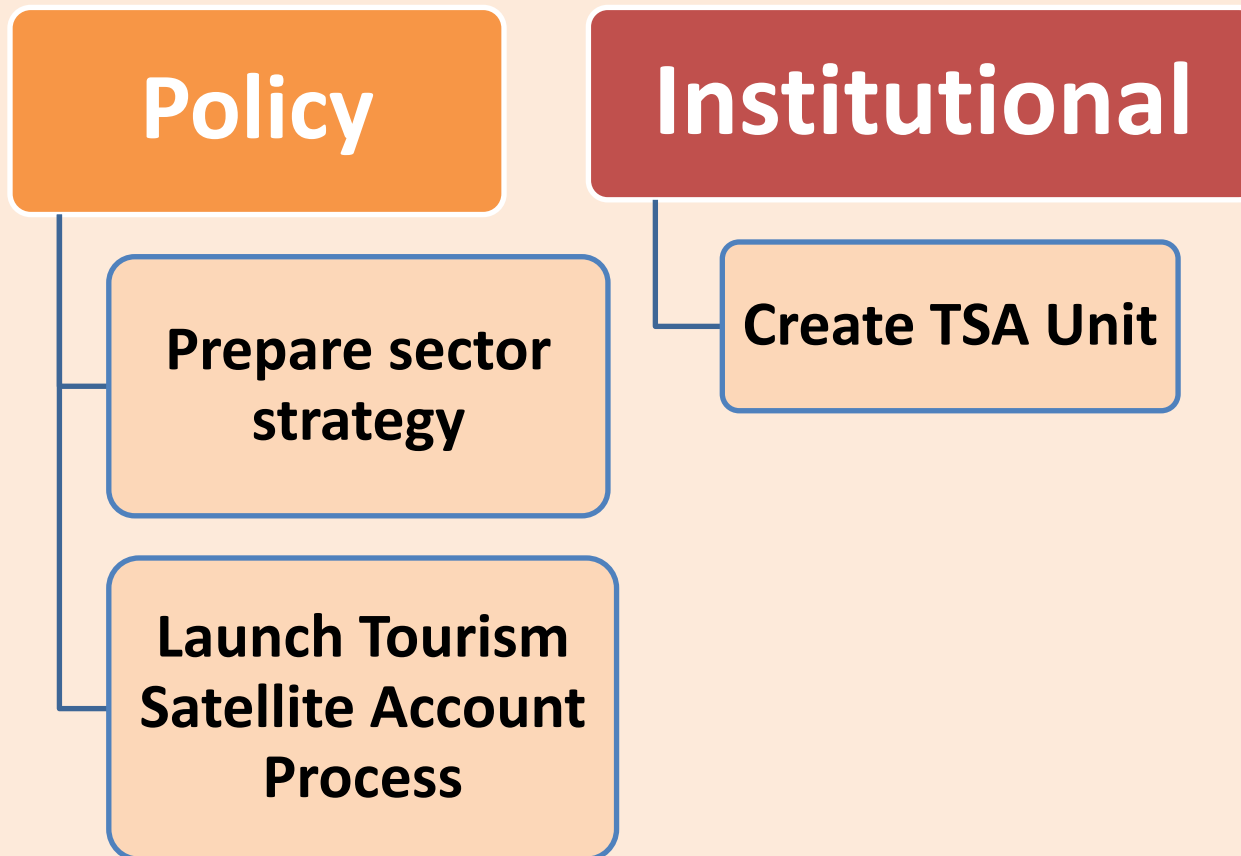 Policy
Prepare sector
strategy
Launch Tourism
Satellite Account
Process
Institutional
Create TSA Unit